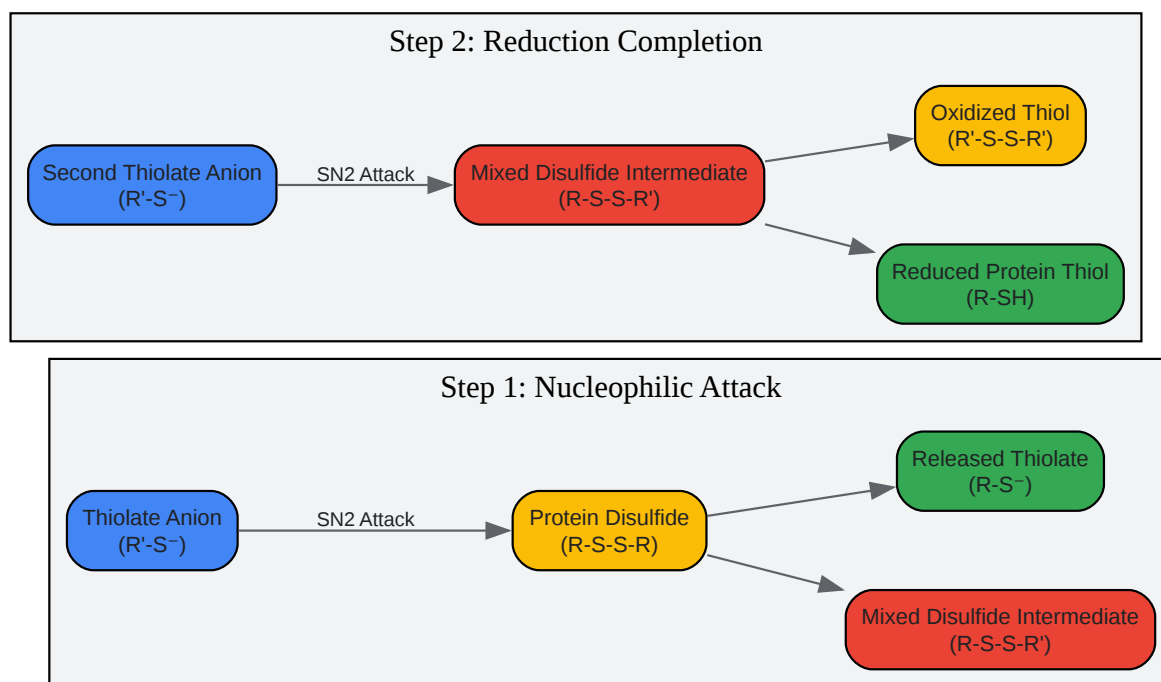 Step 2: Reduction Completion
Oxidized Thiol
(R'-S-S-R')
Second Thiolate Anion
(R'-S⁻)
SN2 Attack
Mixed Disulfide Intermediate
(R-S-S-R')
Reduced Protein Thiol
(R-SH)
Step 1: Nucleophilic Attack
Released Thiolate
(R-S⁻)
Thiolate Anion
(R'-S⁻)
SN2 Attack
Protein Disulfide
(R-S-S-R)
Mixed Disulfide Intermediate
(R-S-S-R')